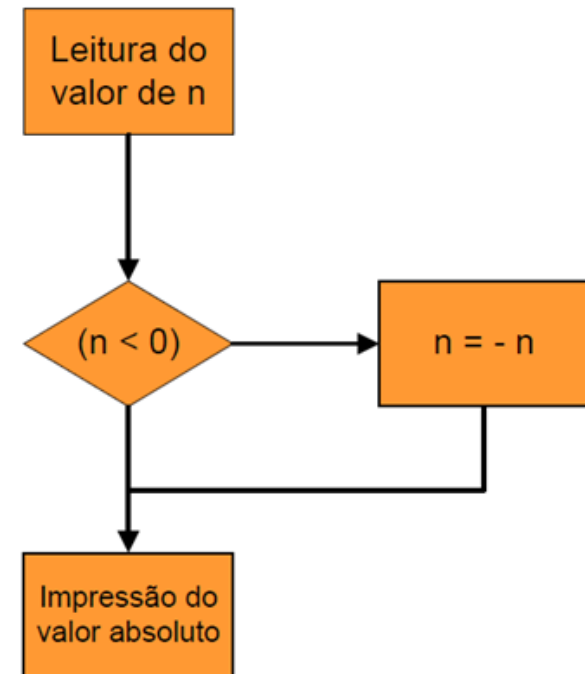 Leitura do
valor de n
(n < 0)
n = - n
Impressão do
valor absoluto